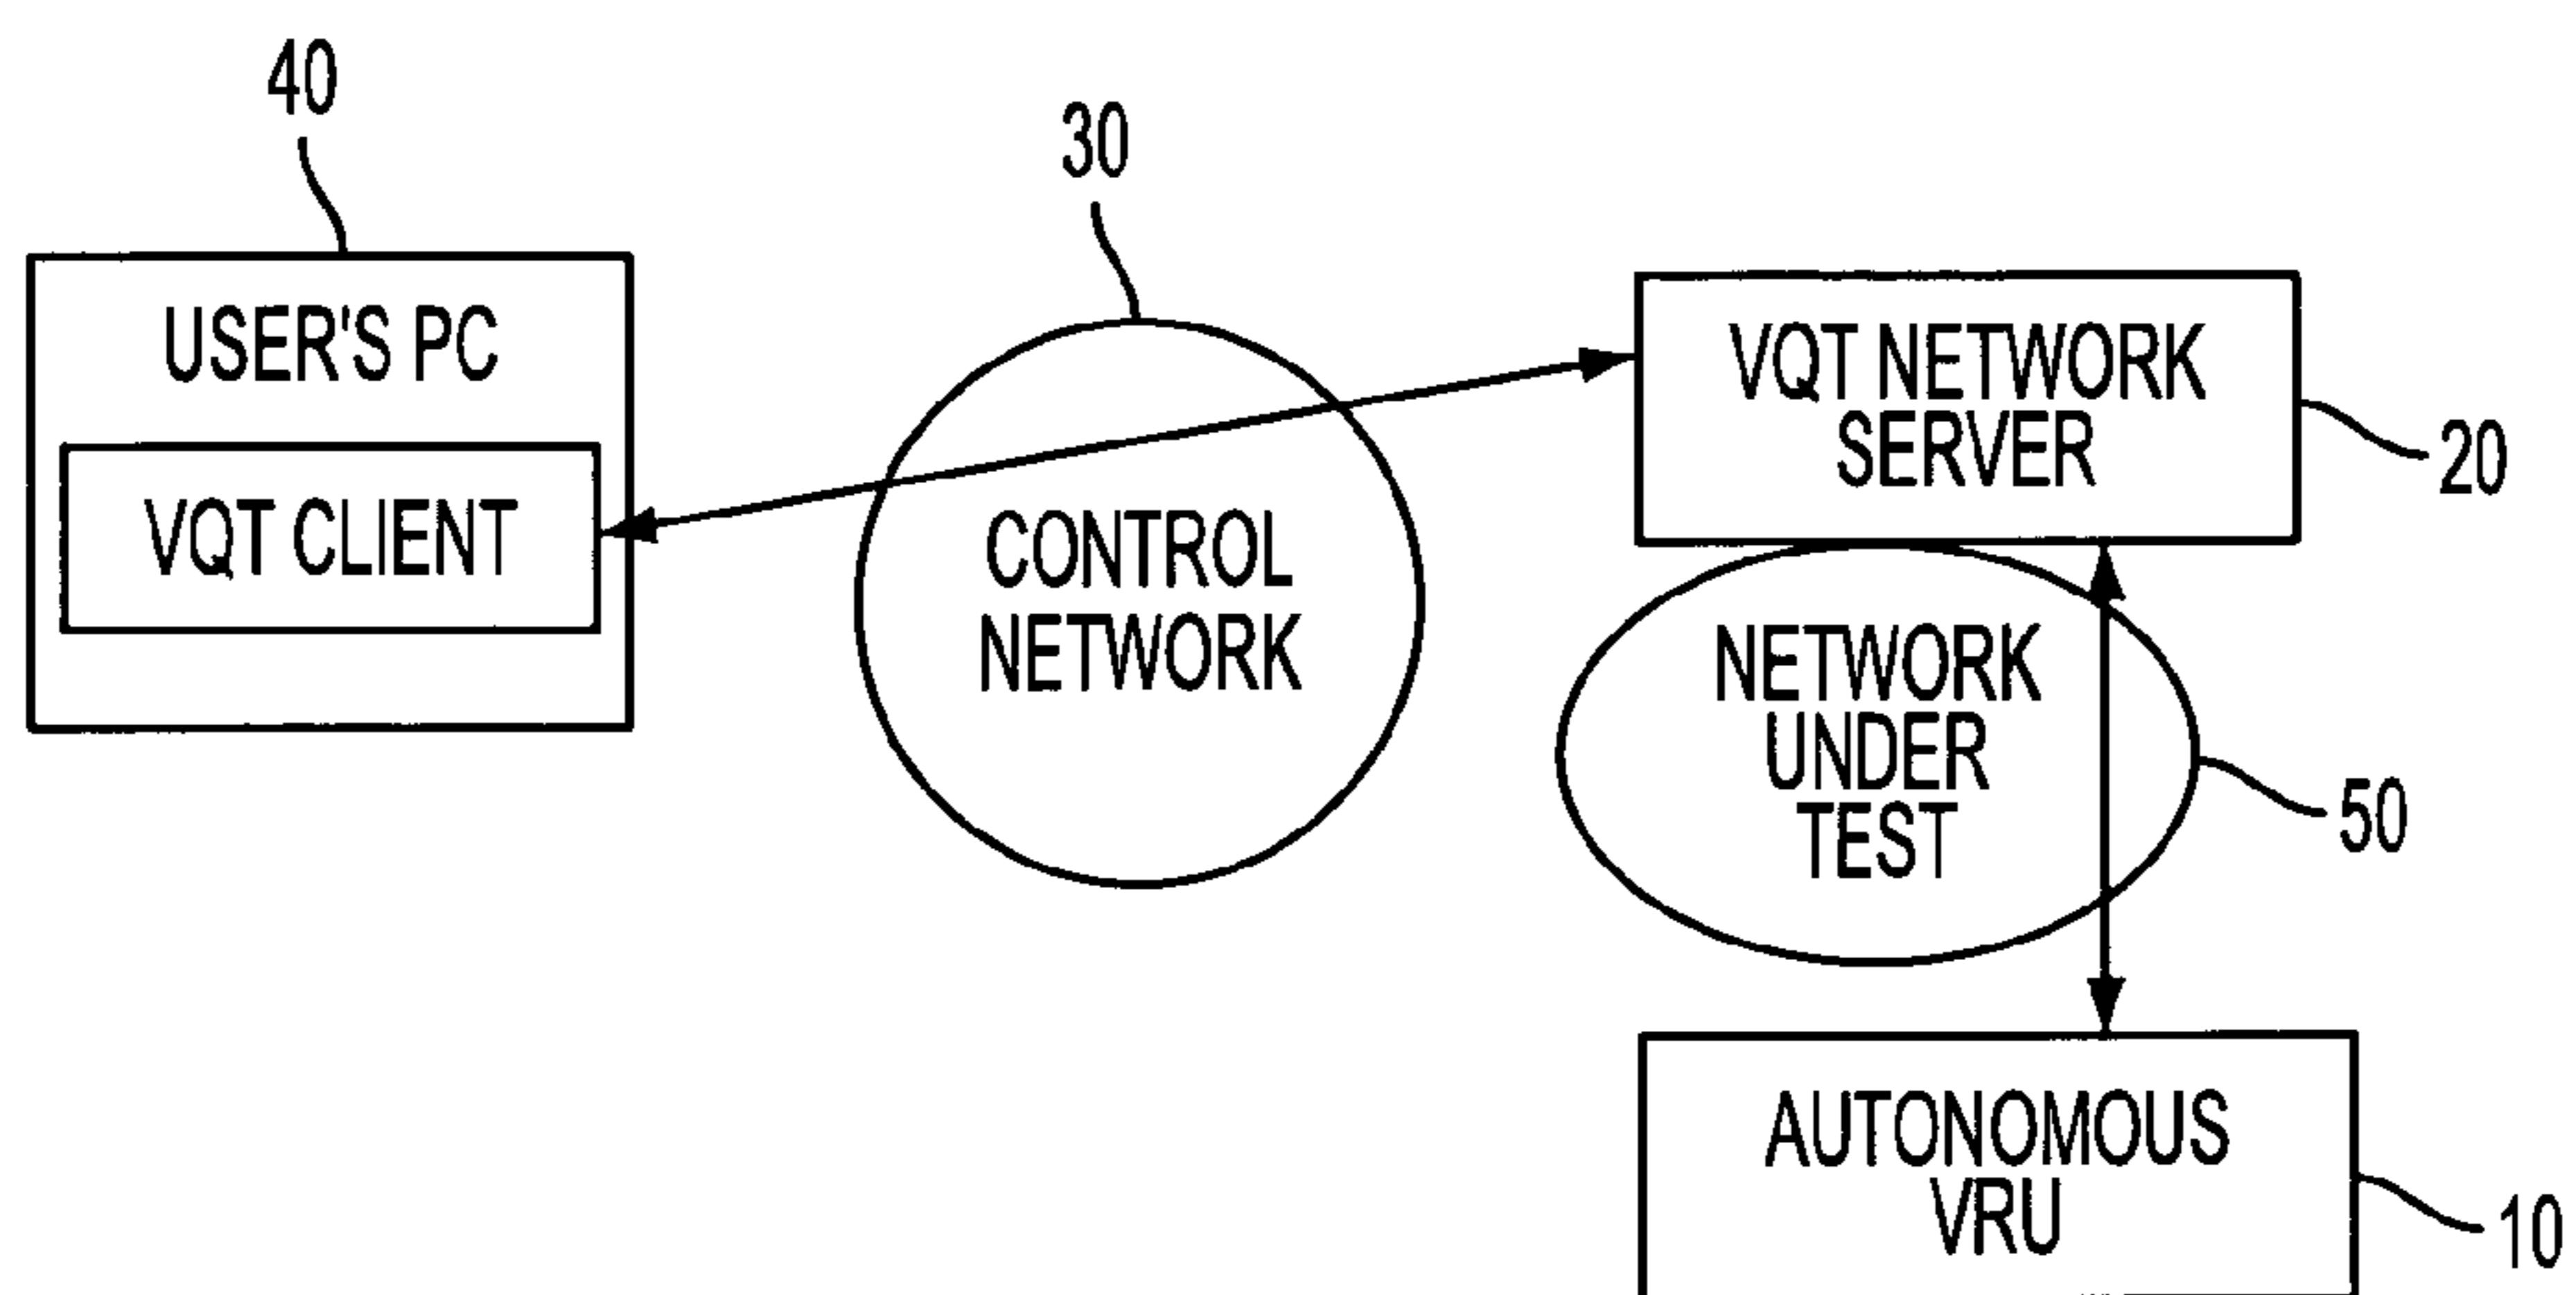 40
30
USER'S PC
VQT CLIENT
CONTROL
NETWORK
VQT NETWORK
SERVER
20
NETWORK
UNDER
TEST
50
AUTONOMOUS
VRU
10